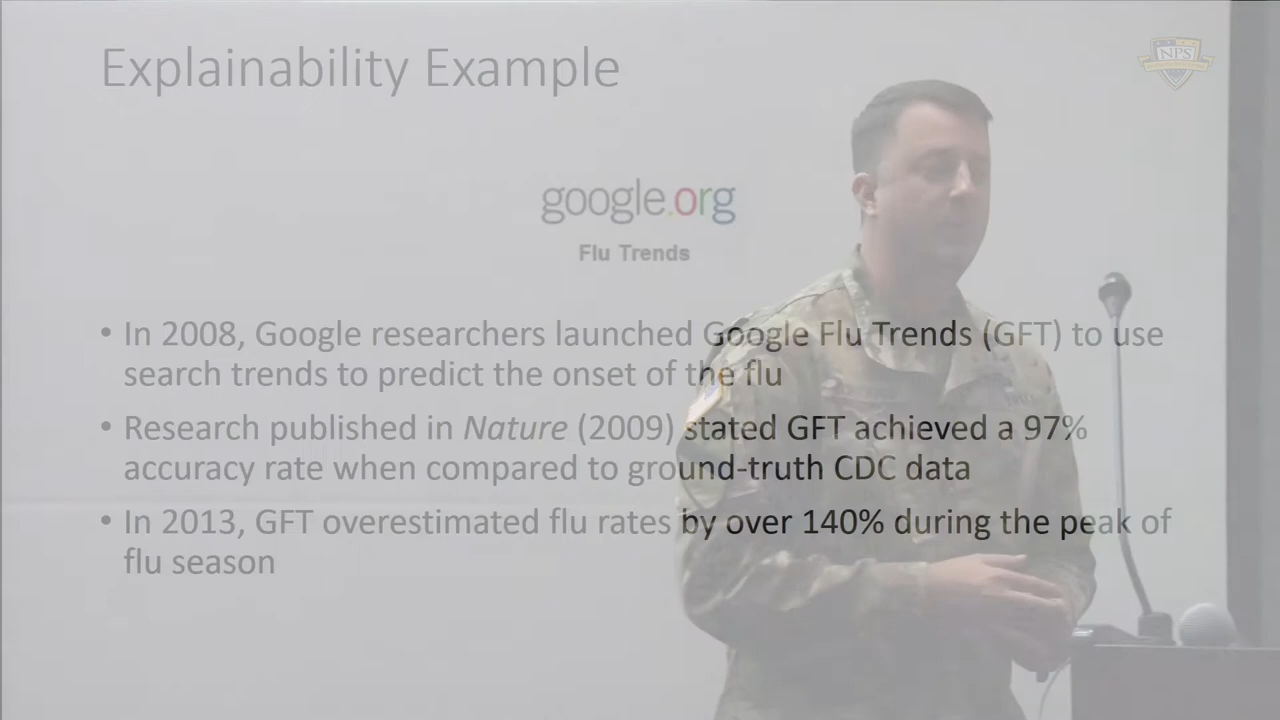 Explainability Example
NPS
google.org
Flu Trends
• In 2008, Google researchers launched Google Flu Trends (GFT) to use
search trends to predict the onset of the flu
• Research published in Nature (2009) stated GFT achieved a 97%
accuracy rate when compared to ground-truth CDC data
• In 2013, GFT overestimated flu rates by over 140% during the peak of
flu season